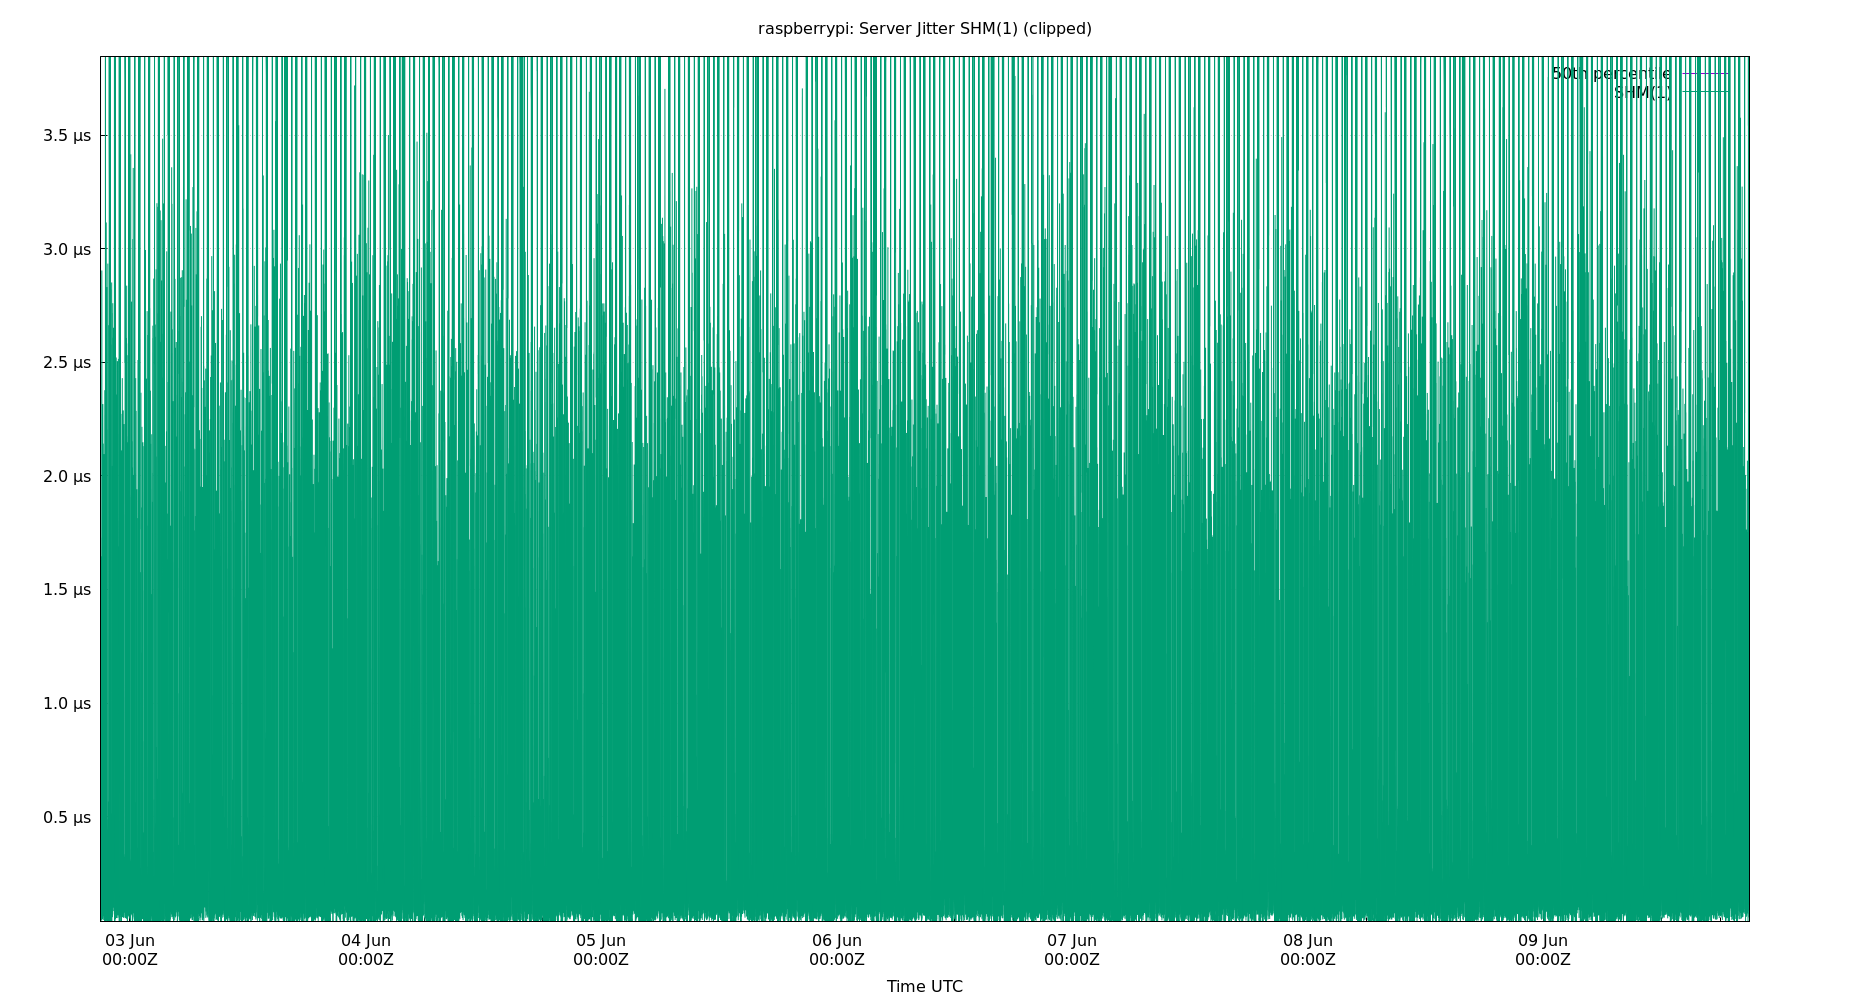 raspberrypi: Server Jitter SHM(1) (clipped)
50th percentile
SHM(1)
3.5 µs
3.0 µs
2.5 µs
2.0 µs
1.5 µs
1.0 µs
0.5 µs
03 Jun 04 Jun 05 Jun 06 Jun 07 Jun 08 Jun 09 Jun
00:00Z 00:00Z 00:00Z 00:00Z 00:00Z 00:00Z 00:00Z
Time UTC